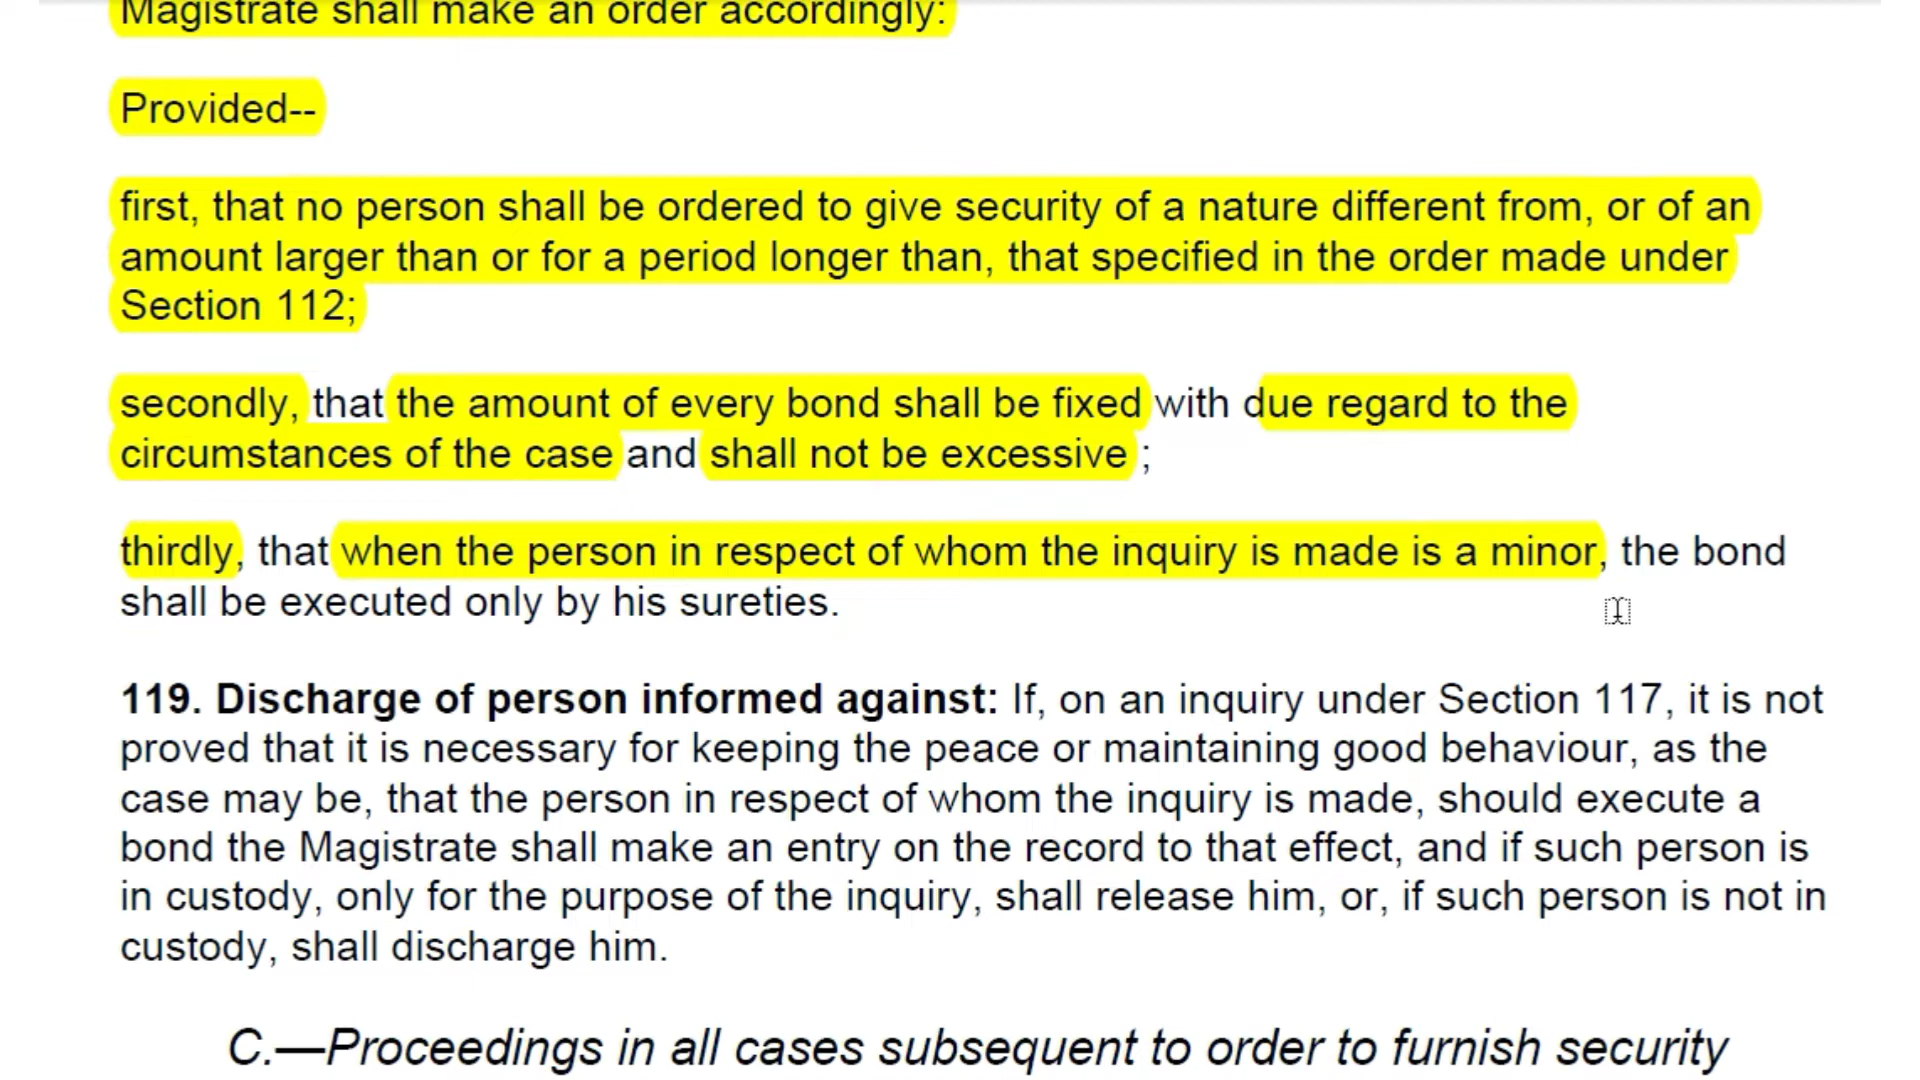 Magistrate shall make an order accordingly:
Provided--
first, that no person shall be ordered to give security of a nature different from, or of an
amount larger than or for a period longer than, that specified in the order made under
Section 112;
secondly, that the amount of every bond shall be fixed with due regard to the
circumstances of the case and shall not be excessive ;
thirdly, that when the person in respect of whom the inquiry is made is a minor, the bond
shall be executed only by his sureties.
119. Discharge of person informed against: If, on an inquiry under Section 117, it is not
proved that it is necessary for keeping the peace or maintaining good behaviour, as the
case may be, that the person in respect of whom the inquiry is made, should execute a
bond the Magistrate shall make an entry on the record to that effect, and if such person is
in custody, only for the purpose of the inquiry, shall release him, or, if such person is not in
custody, shall discharge him.
C.—Proceedings in all cases subsequent to order to furnish security